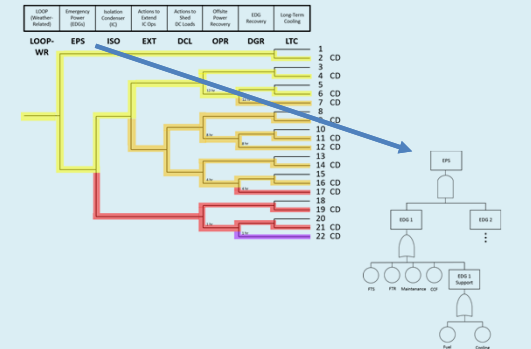 LOOP (Weather-Related)
Emergency Power (EDGs)
Isolation Condenser (IC)
Actions to Extend IC Ops
Actions to Shed DC Loads
Offsite Power Recovery
EDG Recovery
Long-Term Cooling
LOOP-WR EPS ISO EXT DCL OPR DGR LTC
1
2 CD
3
4 CD
5
6 CD
7 CD
8
CD
10
11 CD
12 CD
13
14 CD
15
16 CD
17 CD
18
19 CD
20
21 CD
22 CD
EPS
EDG 1
EDG 2
FTS FTR Maintenance CCF
EDG 1 Support
Fuel Cooling